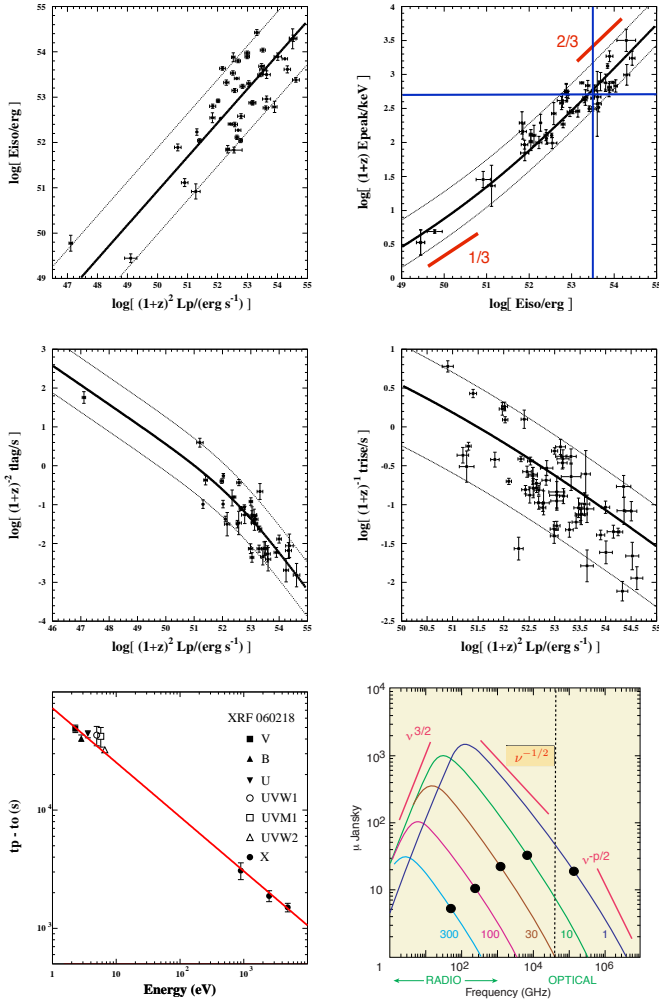 log[ Eiso/erg ]
55
54
53
52
51
50
49
47 48 49 50 51 52 53 54 55
log[ (1+z)² Lp/(erg s⁻¹) ]
log[ (1+z) Epeak/keV ]
4
3.5
3
2.5
2
1.5
1
0.5
0
2/3
1/3
49 50 51 52 53 54 55
log[ Eiso/erg ]
log[ (1+z)⁻² tlag/s ]
3
2
1
0
-1
-2
-3
-4
46 47 48 49 50 51 52 53 54 55
log[ (1+z)² Lp/(erg s⁻¹) ]
log[ (1+z)⁻¹ trise/s ]
1
0.5
0
-0.5
-1
-1.5
-2
-2.5
50 50.5 51 51.5 52 52.5 53 53.5 54 54.5 55
log[ (1+z)² Lp/(erg s⁻¹) ]
tp - to (s)
10⁴
10³
XRF 060218
V
B
U
UVW1
UVM1
UVW2
X
1 10 10² 10³ 10⁴
Energy (eV)
μ Jansky
10⁴
10³
10²
10
1
ν³/²
ν⁻¹/²
ν⁻ᵖ/²
300 100 30 10 1
1 10² 10⁴ 10⁶
RADIO OPTICAL
Frequency (GHz)